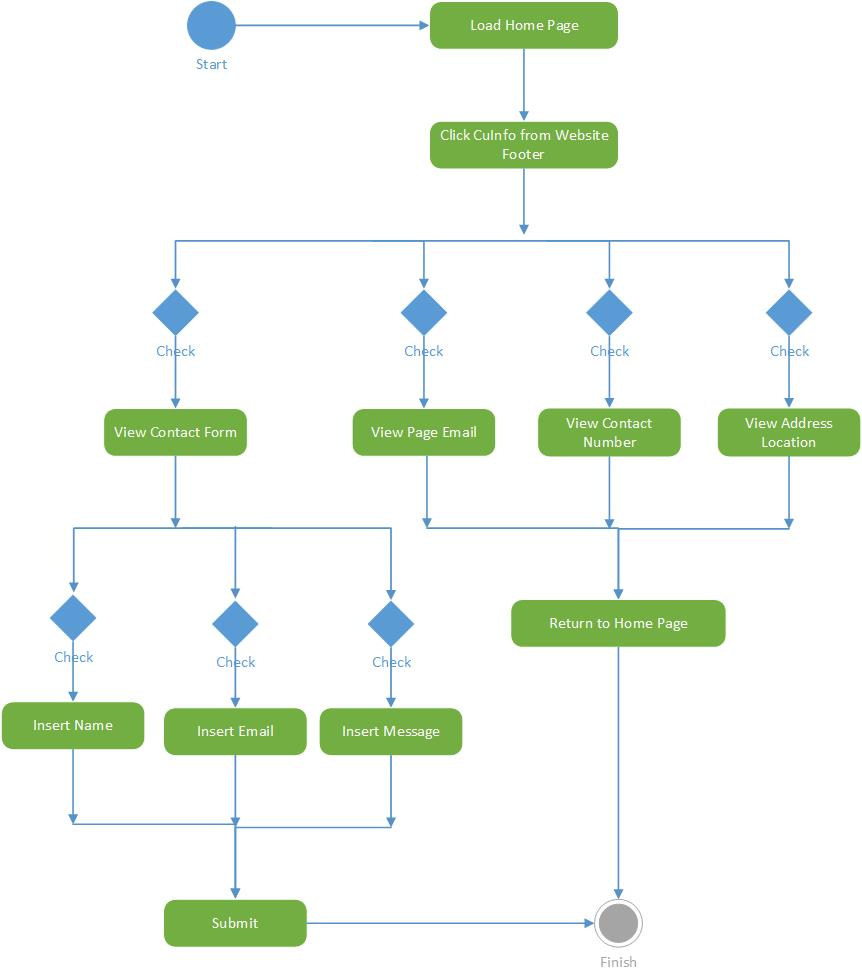 Load Home Page
Start
Click CuInfo from Website
Footer
Check
Check
Check
Check
View Contact Form
View Page Email
View Contact
Number
View Address
Location
Check
Check
Check
Return to Home Page
Insert Name
Insert Email
Insert Message
Submit
Finish